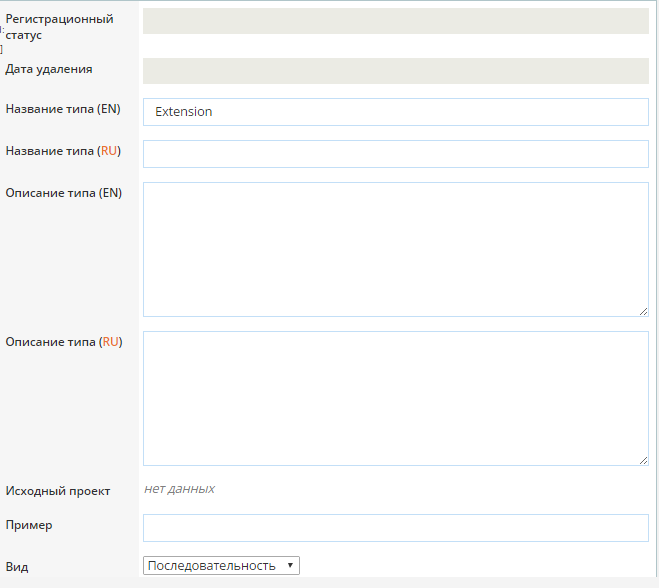 Регистрационный
статус
Дата удаления
Название типа (EN)
Extension
Название типа (RU)
Описание типа (EN)
Описание типа (RU)
Исходный проект
нет данных
Пример
Вид
Последовательность